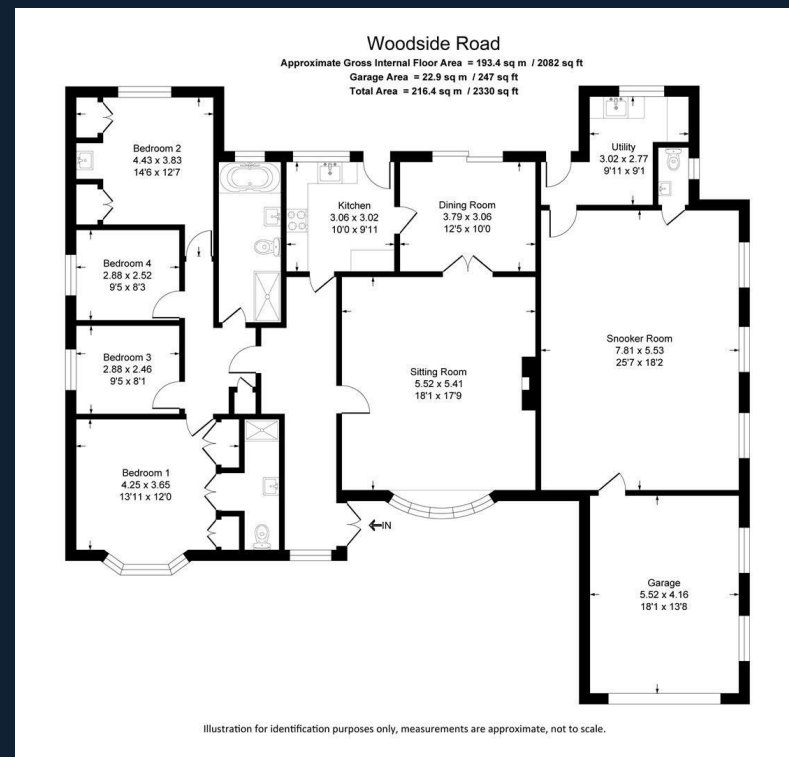 Woodside Road
Approximate Gross Internal Floor Area = 193.4 sq m / 2082 sq ft
Garage Area = 22.9 sq m / 247 sq ft
Total Area = 216.4 sq m / 2330 sq ft
Bedroom 2
4.43 x 3.83
14'6 x 12'7
Utility
3.02 x 2.77
9'11 x 9'1
Kitchen
3.06 x 3.02
10'0 x 9'11
Dining Room
3.79 x 3.06
12'5 x 10'0
Bedroom 4
2.88 x 2.52
9'5 x 8'3
Bedroom 3
2.88 x 2.46
9'5 x 8'1
Snooker Room
7.81 x 5.53
25'7 x 18'2
Sitting Room
5.52 x 5.41
18'1 x 17'9
Bedroom 1
4.25 x 3.65
13'11 x 12'0
IN
Garage
5.52 x 4.16
18'1 x 13'8
Illustration for identification purposes only, measurements are approximate, not to scale.